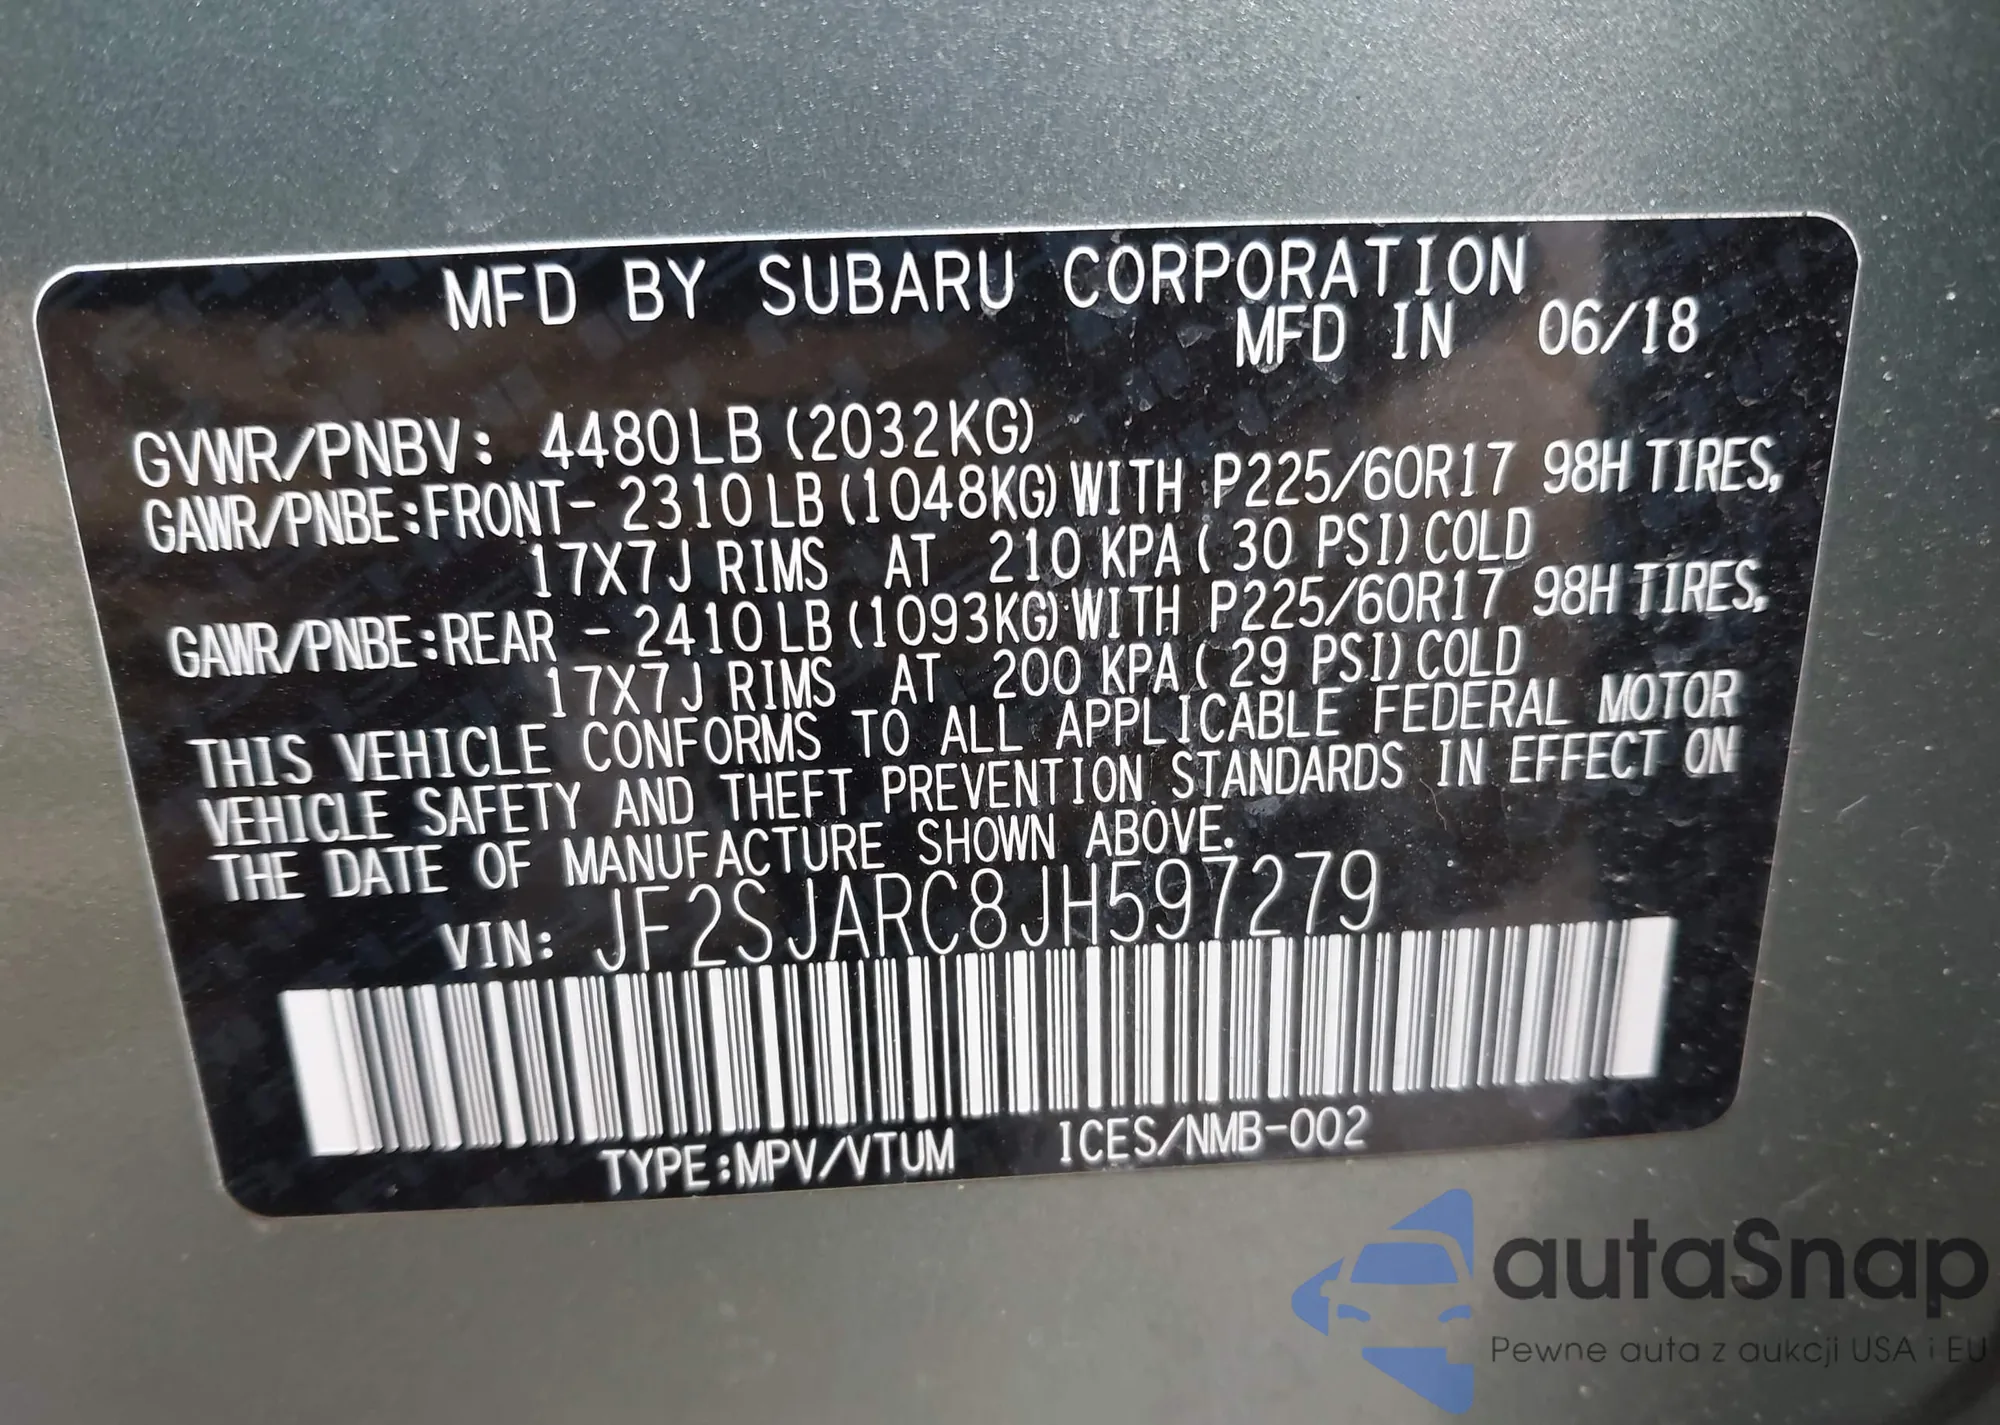 MFD BY SUBARU CORPORATION
MFD IN 06/18
GVWR/PNBV: 4480LB (2032KG)
GAWR/PNBE:FRONT- 2310LB (1048KG) WITH P225/60R17 98H TIRES,
17X7J RIMS AT 210 KPA ( 30 PSI) COLD
GAWR/PNBE:REAR - 2410LB (1093KG) WITH P225/60R17 98H TIRES,
17X7J RIMS AT 200 KPA ( 29 PSI) COLD
THIS VEHICLE CONFORMS TO ALL APPLICABLE FEDERAL MOTOR
VEHICLE SAFETY AND THEFT PREVENTION STANDARDS IN EFFECT ON
THE DATE OF MANUFACTURE SHOWN ABOVE.
VIN: JF2SJARC8JH597279
TYPE:MPV/VTUM ICES/NMB-002
autaSnap
Pewne auta z aukcji USA i EU